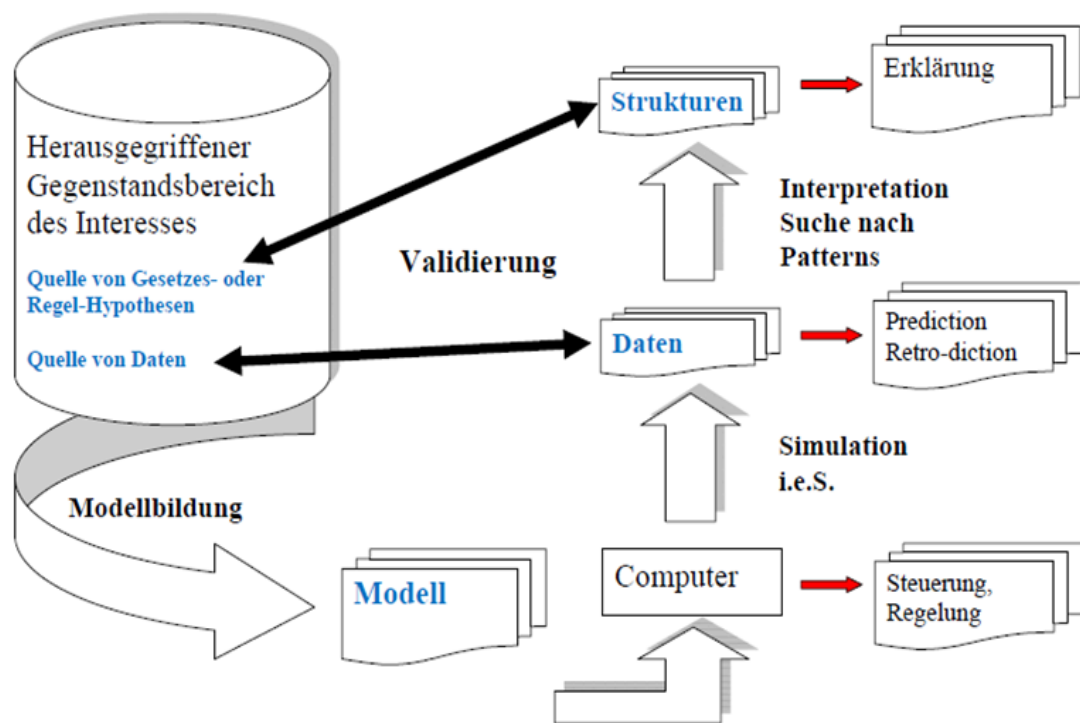 Herausgegriffener
Gegenstandsbereich
des Interesses
Quelle von Gesetzes- oder
Regel-Hypothesen
Quelle von Daten
Modellbildung
Validierung
Strukturen
Erklärung
Interpretation
Suche nach
Patterns
Daten
Prediction
Retro-diction
Simulation
i.e.S.
Modell
Computer
Steuerung,
Regelung